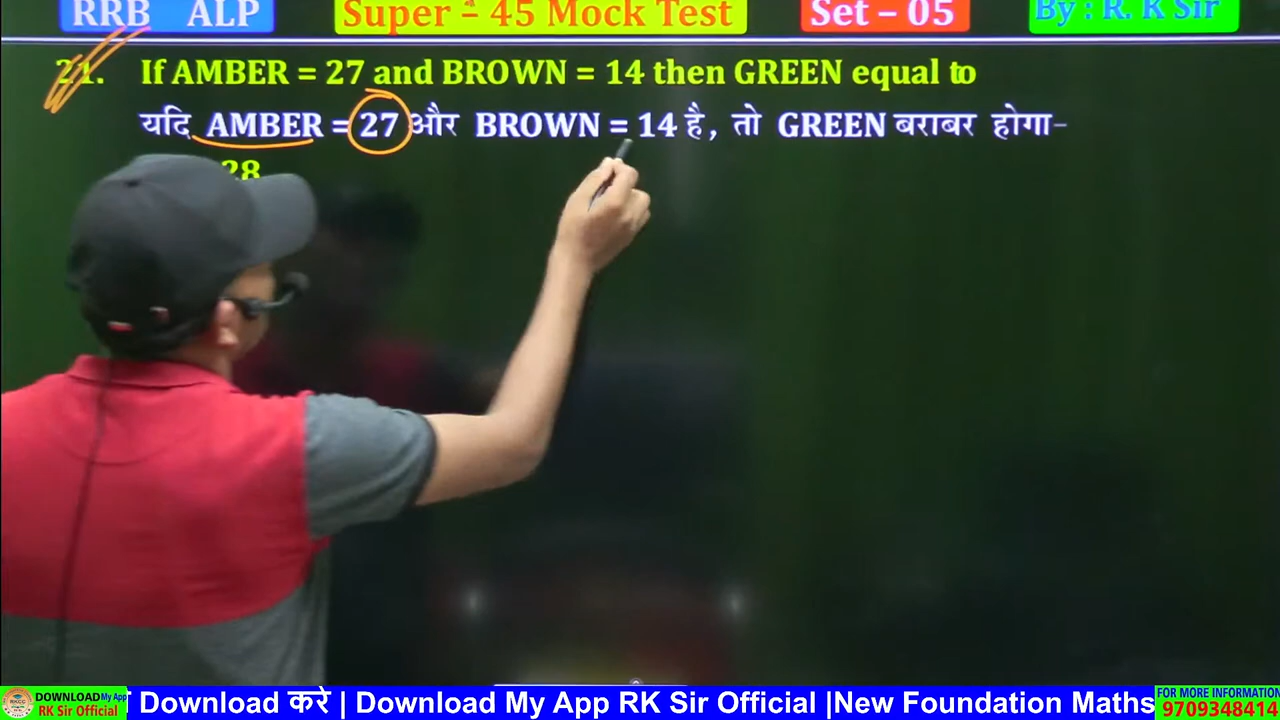 RRB ALP
Super - 45 Mock Test
Set – 05
By : R. K Sir
21. If AMBER = 27 and BROWN = 14 then GREEN equal to
यदि AMBER = 27 और BROWN = 14 है, तो GREEN बराबर होगा-
28
DOWNLOAD My App
RK Sir Official
Download करे | Download My App RK Sir Official |New Foundation Maths
FOR MORE INFORMATION
9709348414